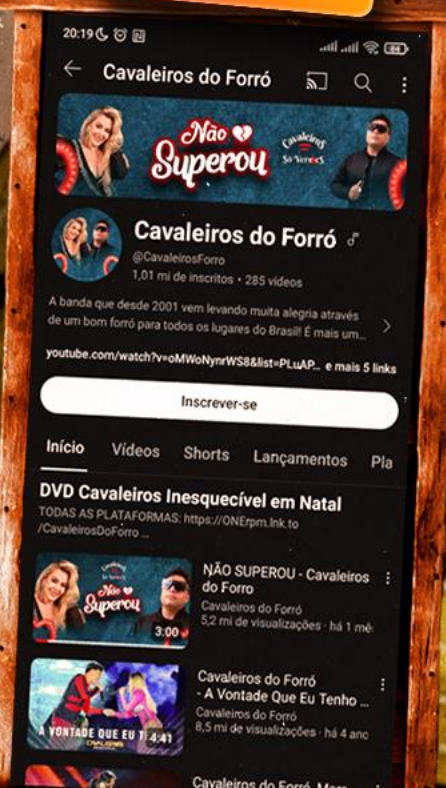 20:19
84
Cavaleiros do Forró
Não
Superou
Cavaleiros
Só Versões
Cavaleiros do Forró
@CavaleirosForro
1,01 mi de inscritos • 285 vídeos
A banda que desde 2001 vem levando muita alegria através
de um bom forró para todos os lugares do Brasil! É mais um...
youtube.com/watch?v=oMWoNynrWS8&list=PLuAP... e mais 5 links
Inscrever-se
Início Vídeos Shorts Lançamentos Pla
DVD Cavaleiros Inesquecível em Natal
TODAS AS PLATAFORMAS: https://ONErpm.lnk.to
/CavaleirosDoForro ...
Não
Superou
3:00
NÃO SUPEROU - Cavaleiros
do Forro
Cavaleiros do Forró
5,2 mi de visualizações · há 1 mê
A VONTADE QUE EU T
4:41
Cavaleiros do Forró
- A Vontade Que Eu Tenho ...
Cavaleiros do Forró
8,5 mi de visualizações · há 4 ano
Cavaleiros do Forró